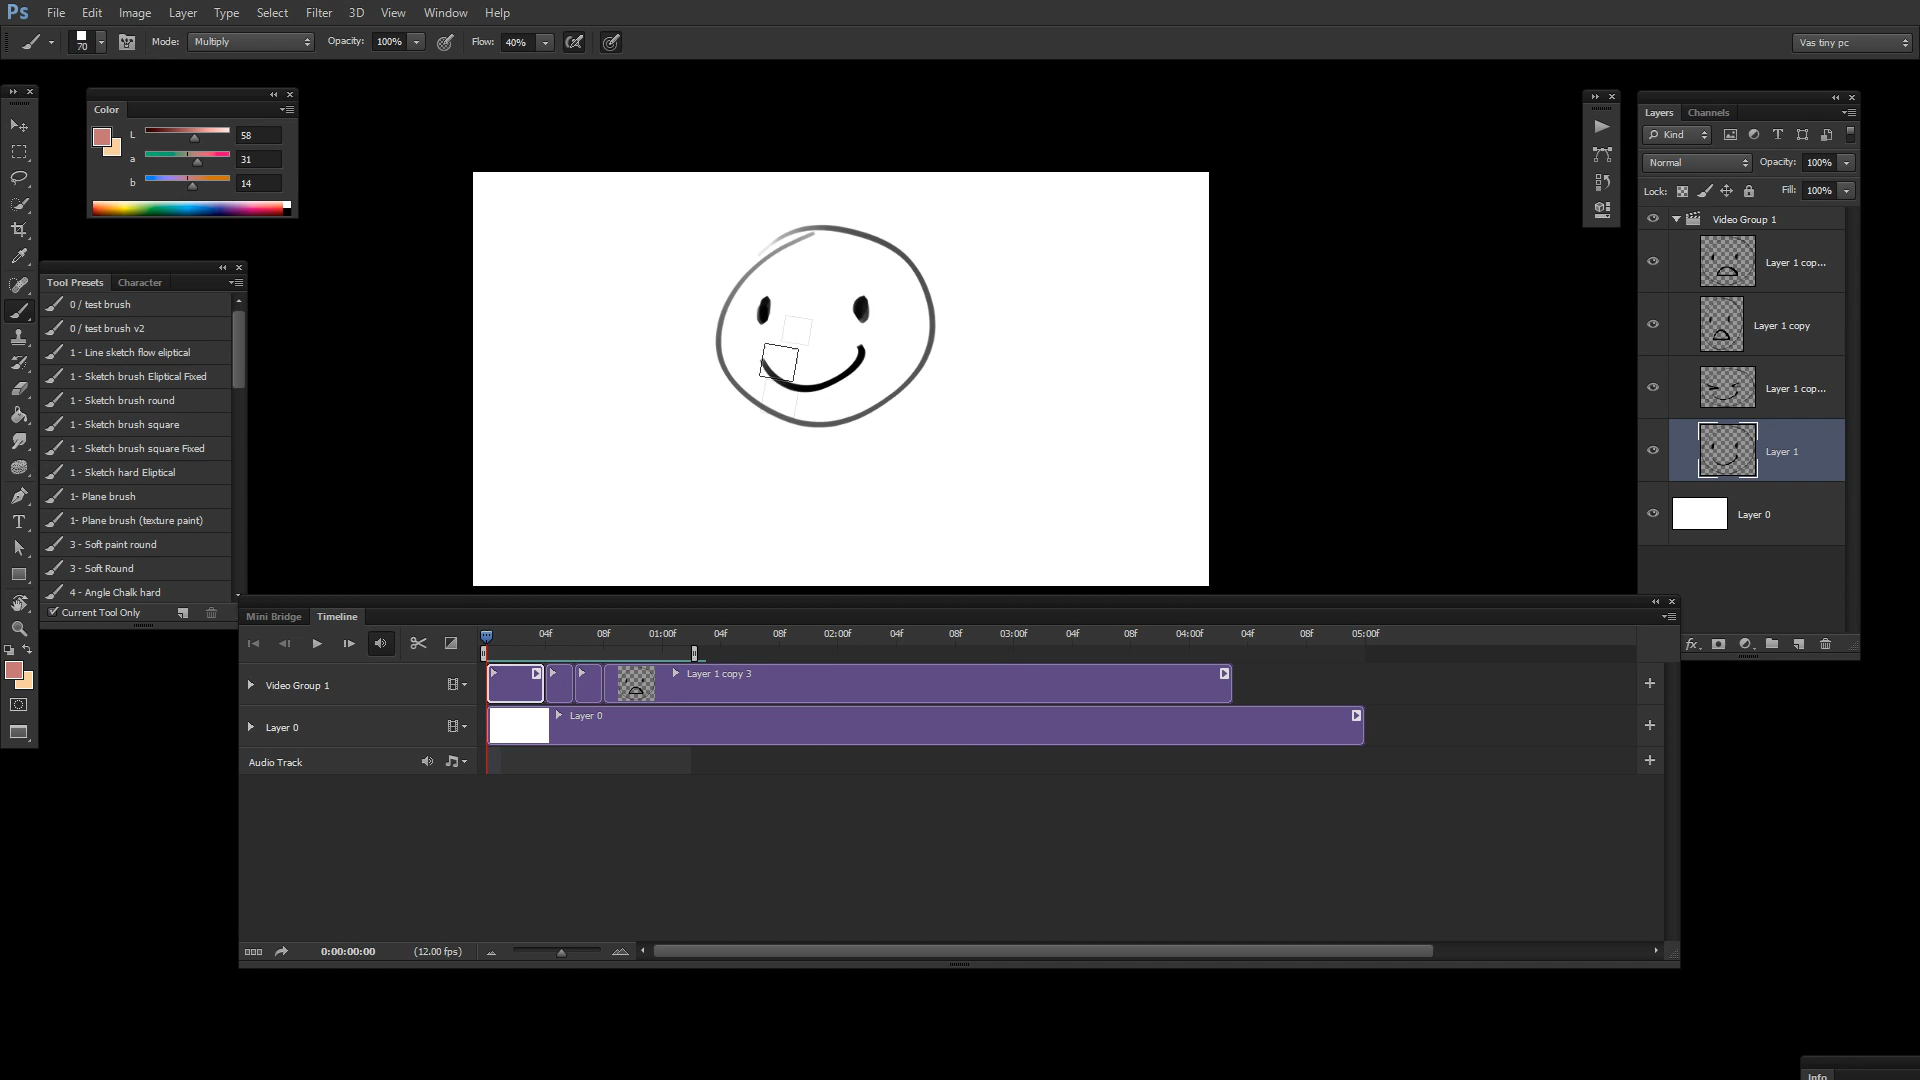 Ps File Edit Image Layer Type Select Filter 3D View Window Help
70 Mode: Multiply Opacity: 100% Flow: 40% Vas tiny pc
Color
L 58
a 31
b 14
Tool Presets Character
0 / test brush
0 / test brush v2
1 - Line sketch flow eliptical
1 - Sketch brush Eliptical Fixed
1 - Sketch brush round
1 - Sketch brush square
1 - Sketch brush square Fixed
1 - Sketch hard Eliptical
1- Plane brush
1- Plane brush (texture paint)
3 - Soft paint round
3 - Soft Round
4 - Angle Chalk hard
Current Tool Only
Layers Channels
Kind T
Normal Opacity: 100%
Lock: Fill: 100%
Video Group 1
Layer 1 cop...
Layer 1 copy
Layer 1 cop...
Layer 1
Layer 0
fx
Mini Bridge Timeline
04f 08f 01:00f 04f 08f 02:00f 04f 08f 03:00f 04f 08f 04:00f 04f 08f 05:00f
Video Group 1 Layer 1 copy 3
Layer 0 Layer 0
Audio Track
0:00:00:00 (12.00 fps)
Info